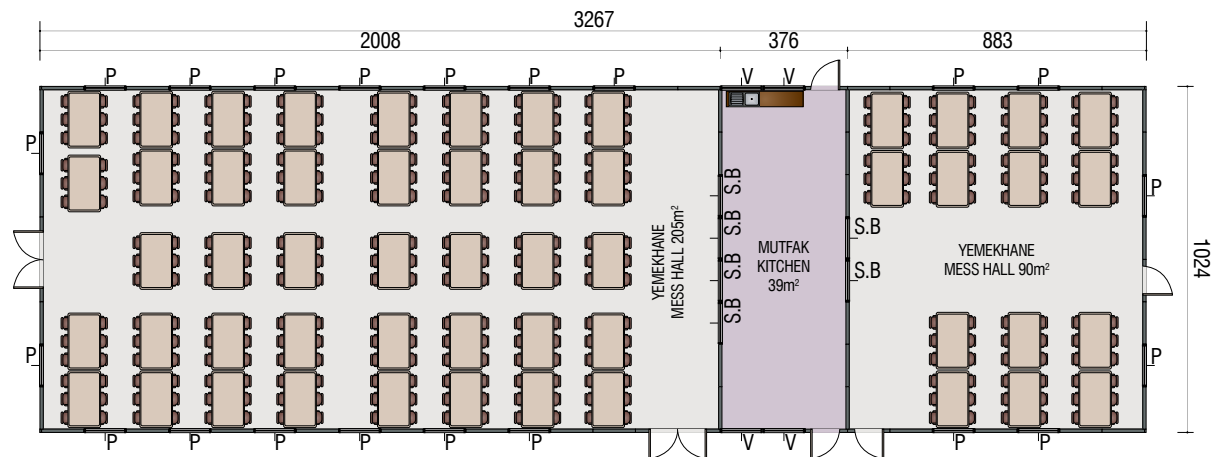 3267
2008
376
883
P
P
P
P
P
P
P
V
V
P
P
P
P
P
P
S.B
S.B
S.B
S.B
S.B
S.B
YEMEKHANE
MESS HALL 205m²
MUTFAK
KITCHEN
39m²
YEMEKHANE
MESS HALL 90m²
1024
P
P
P
P
P
P
V
V
P
P